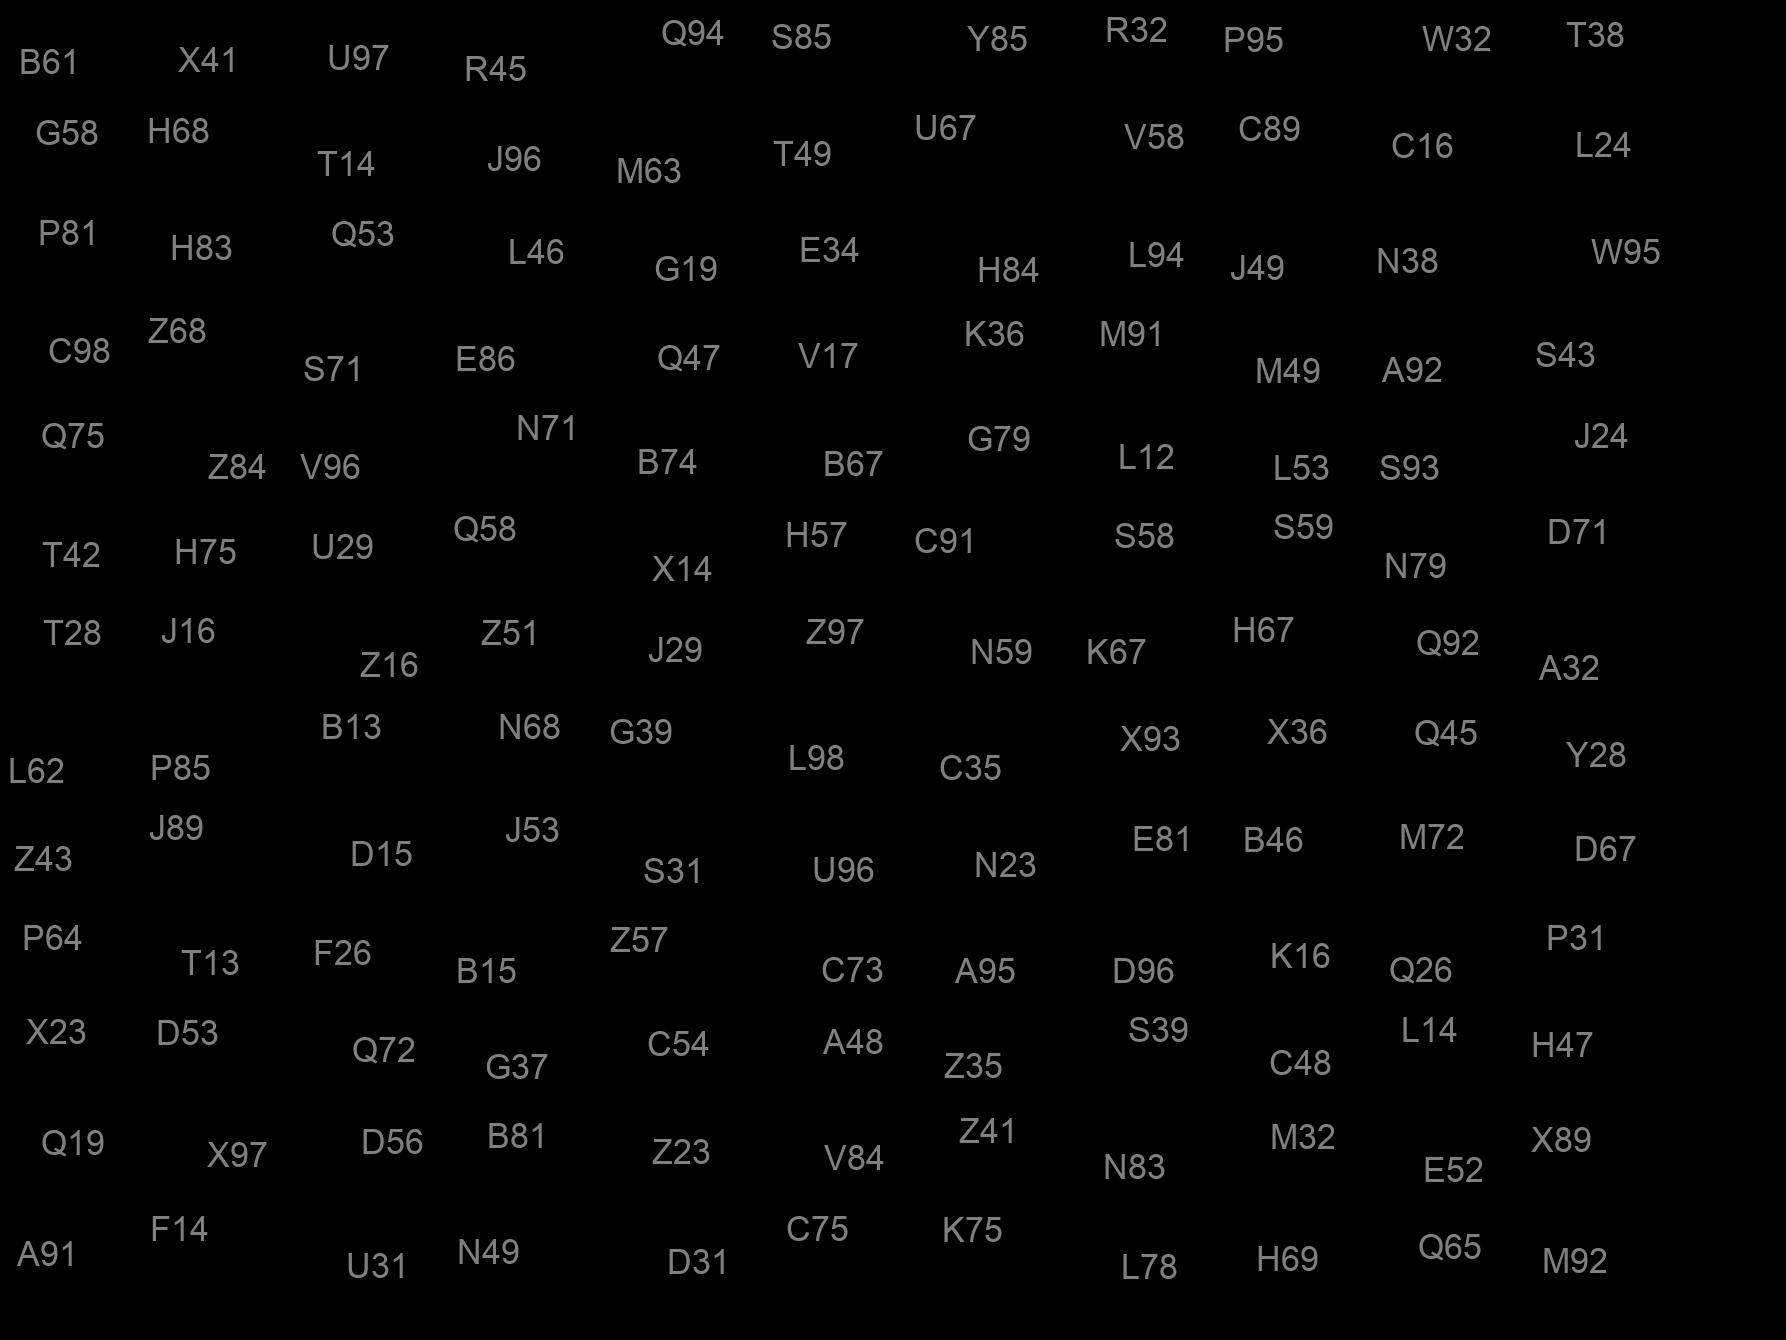 B61 X41 U97 R45 Q94 S85 Y85 R32 P95 W32 T38
G58 H68 T14 J96 M63 T49 U67 V58 C89 C16 L24
P81 H83 Q53 L46 G19 E34 H84 L94 J49 N38 W95
C98 Z68 S71 E86 Q47 V17 K36 M91 M49 A92 S43
Q75 Z84 V96 N71 B74 B67 G79 L12 L53 S93 J24
T42 H75 U29 Q58 X14 H57 C91 S58 S59 N79 D71
T28 J16 Z16 Z51 J29 Z97 N59 K67 H67 Q92 A32
L62 P85 B13 N68 G39 L98 C35 X93 X36 Q45 Y28
Z43 J89 D15 J53 S31 U96 N23 E81 B46 M72 D67
P64 T13 F26 B15 Z57 C73 A95 D96 K16 Q26 P31
X23 D53 Q72 G37 C54 A48 Z35 S39 C48 L14 H47
Q19 X97 D56 B81 Z23 V84 Z41 N83 M32 E52 X89
A91 F14 U31 N49 D31 C75 K75 L78 H69 Q65 M92